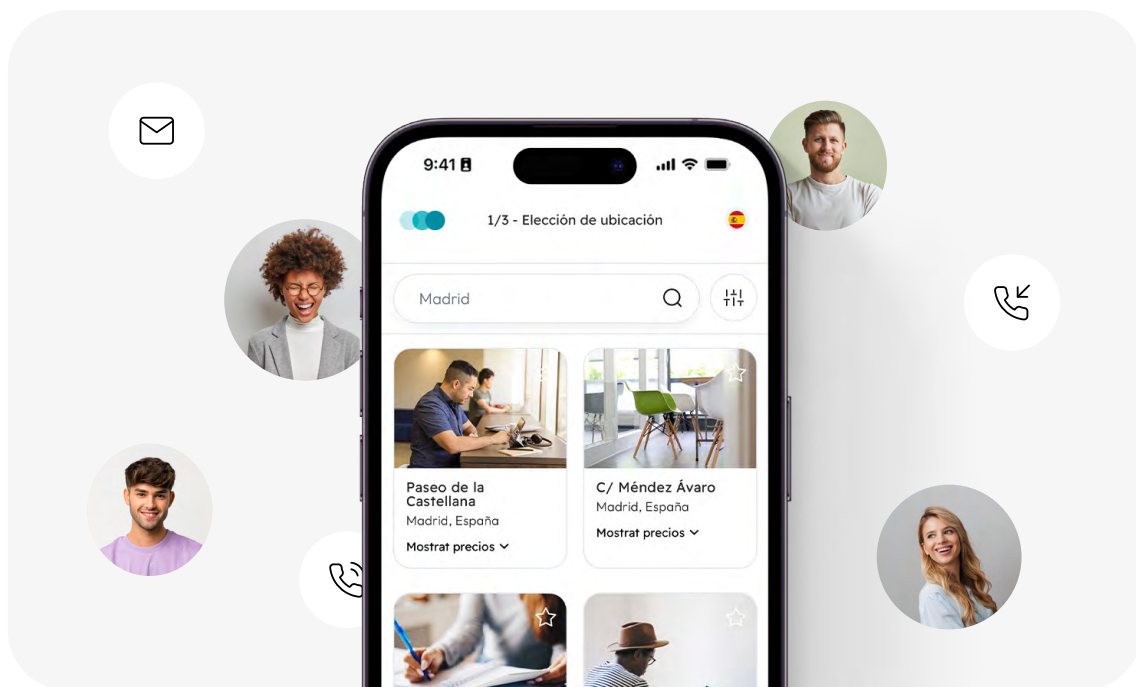 9:41
1/3 - Elección de ubicación
Madrid
Paseo de la
Castellana
Madrid, España
Mostrat precios
C/ Méndez Ávaro
Madrid, España
Mostrat precios